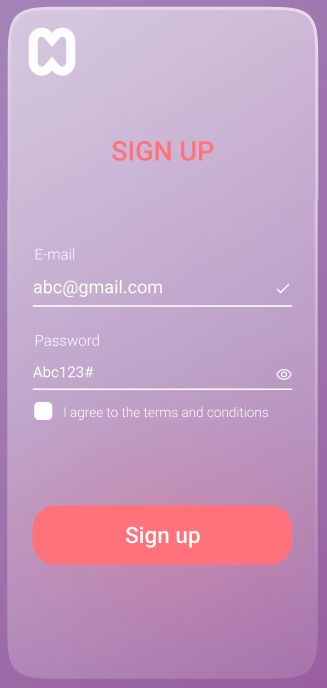 SIGN UP
E-mail
abc@gmail.com
Password
Abc123#
I agree to the terms and conditions
Sign up